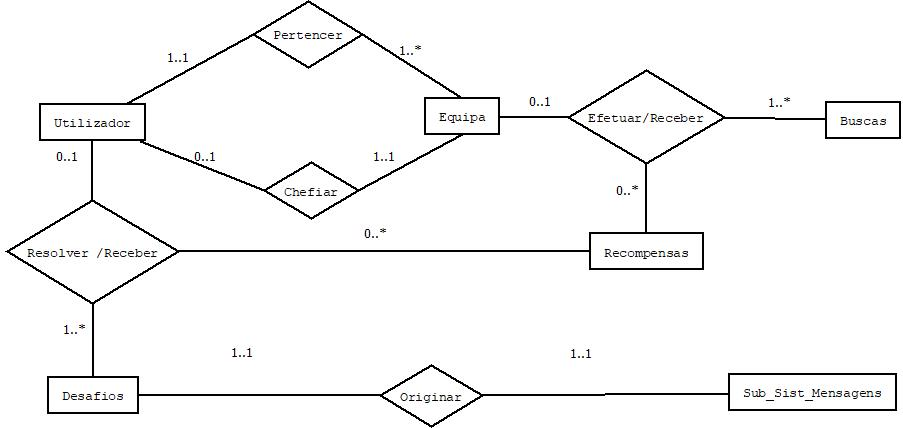 Pertencer
1..1
1..*
Utilizador
Equipa
0..1
Efetuar/Receber
1..*
Buscas
0..1
0..1
1..1
Chefiar
0..*
Resolver /Receber
0..*
Recompensas
1..*
1..1
1..1
Desafios
Originar
Sub_Sist_Mensagens